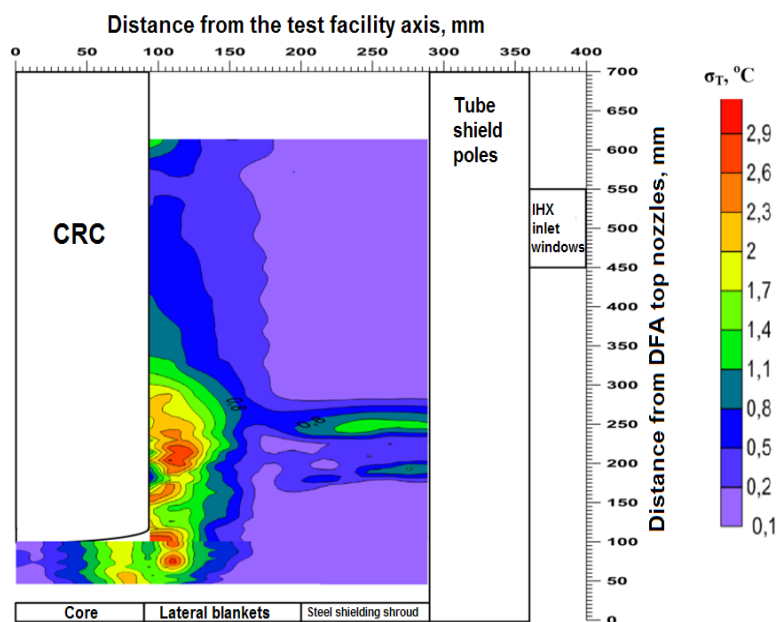 Distance from the test facility axis, mm
0 50 100 150 200 250 300 350 400
700
650
600
550
500
450
400
350
300
250
200
150
100
50
0
Distance from DFA top nozzles, mm
σT, °C
2,9
2,6
2,3
2
1,7
1,4
1,1
0,8
0,5
0,2
0,1
CRC
Tube
shield
poles
IHX
inlet
windows
0,8
0,8
Core
Lateral blankets
Steel shielding shroud